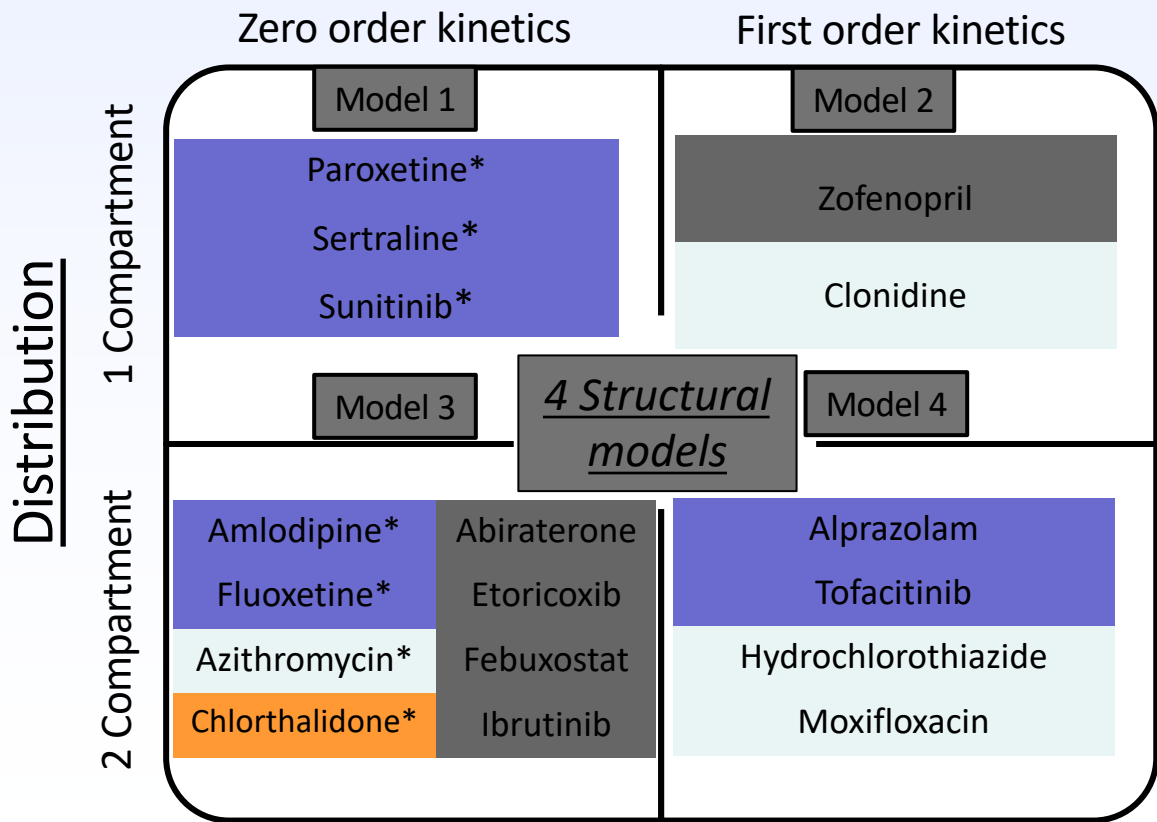 Zero order kinetics
First order kinetics
Distribution
1 Compartment
2 Compartment
Model 1
Paroxetine*
Sertraline*
Sunitinib*
Model 2
Zofenopril
Clonidine
4 Structural
models
Model 3
Amlodipine*
Fluoxetine*
Azithromycin*
Chlorthalidone*
Abiraterone
Etoricoxib
Febuxostat
Ibrutinib
Model 4
Alprazolam
Tofacitinib
Hydrochlorothiazide
Moxifloxacin